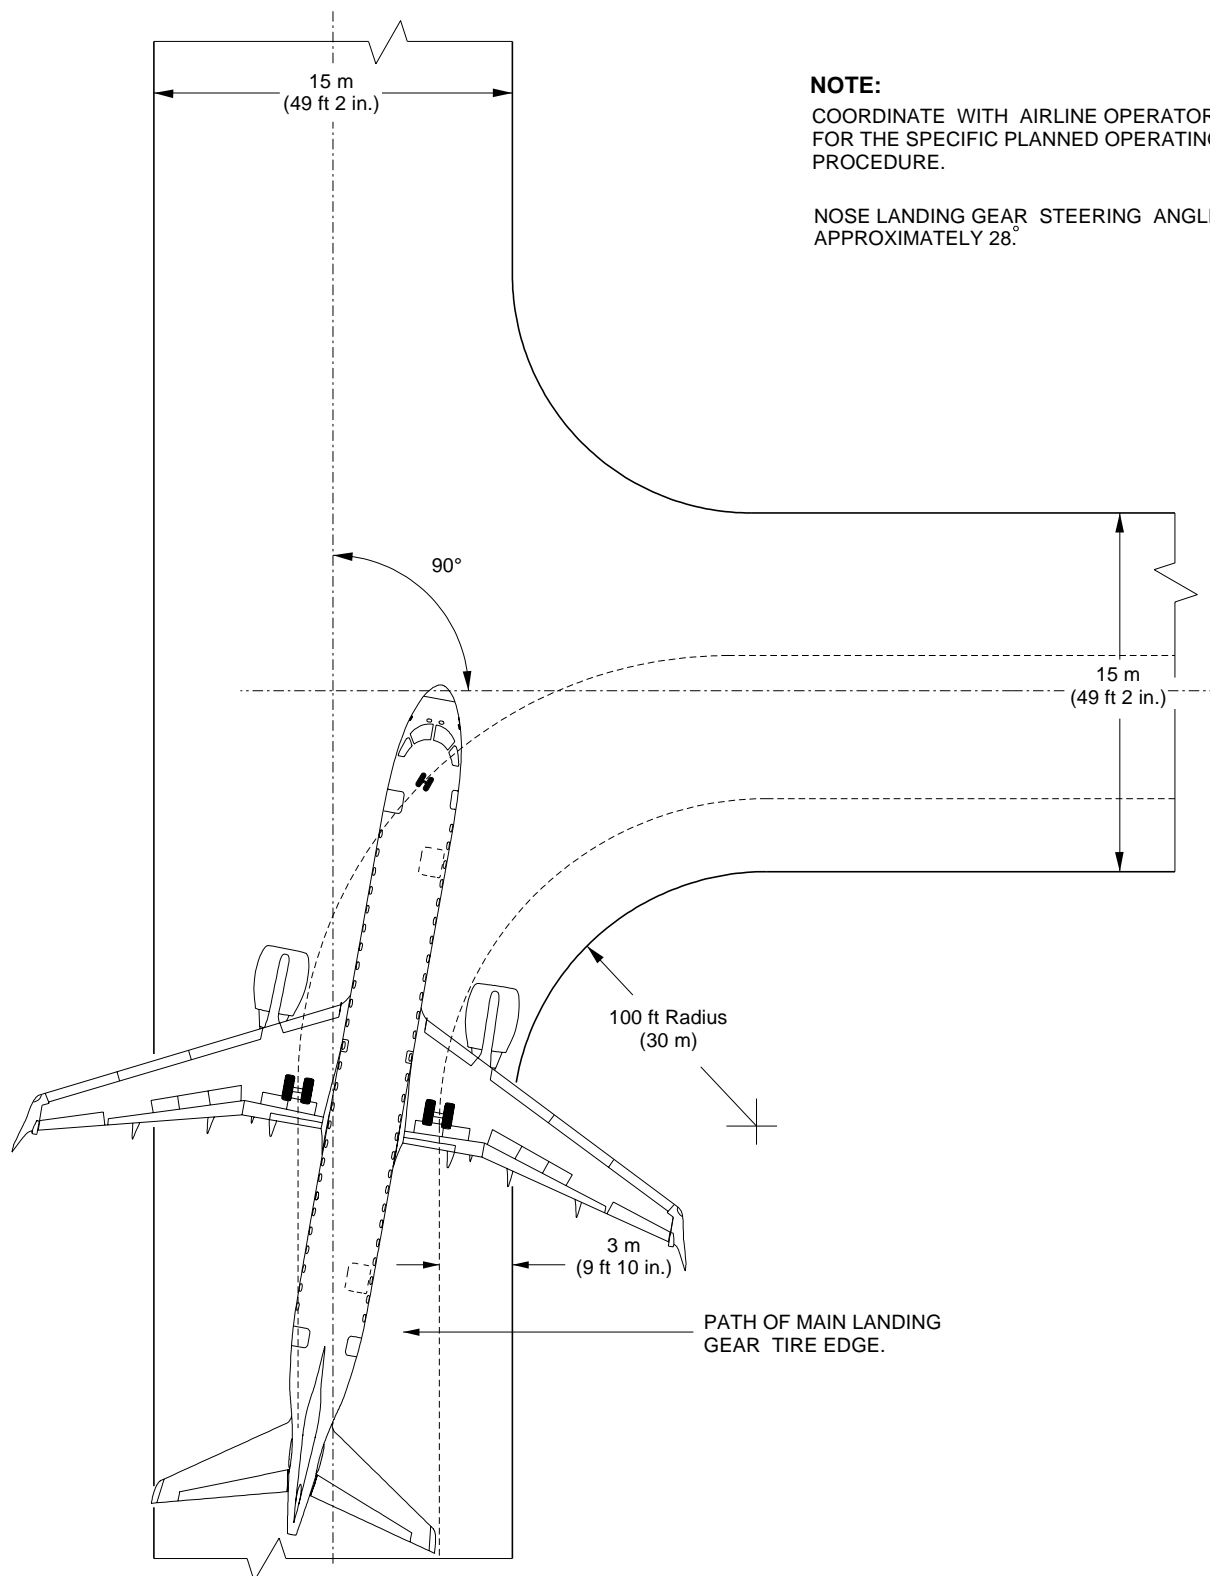 15 m
(49 ft 2 in.)
NOTE:
COORDINATE WITH AIRLINE OPERATOR
FOR THE SPECIFIC PLANNED OPERATING
PROCEDURE.
NOSE LANDING GEAR STEERING ANGLE
APPROXIMATELY 28°.
90°
15 m
(49 ft 2 in.)
100 ft Radius
(30 m)
3 m
(9 ft 10 in.)
PATH OF MAIN LANDING
GEAR TIRE EDGE.